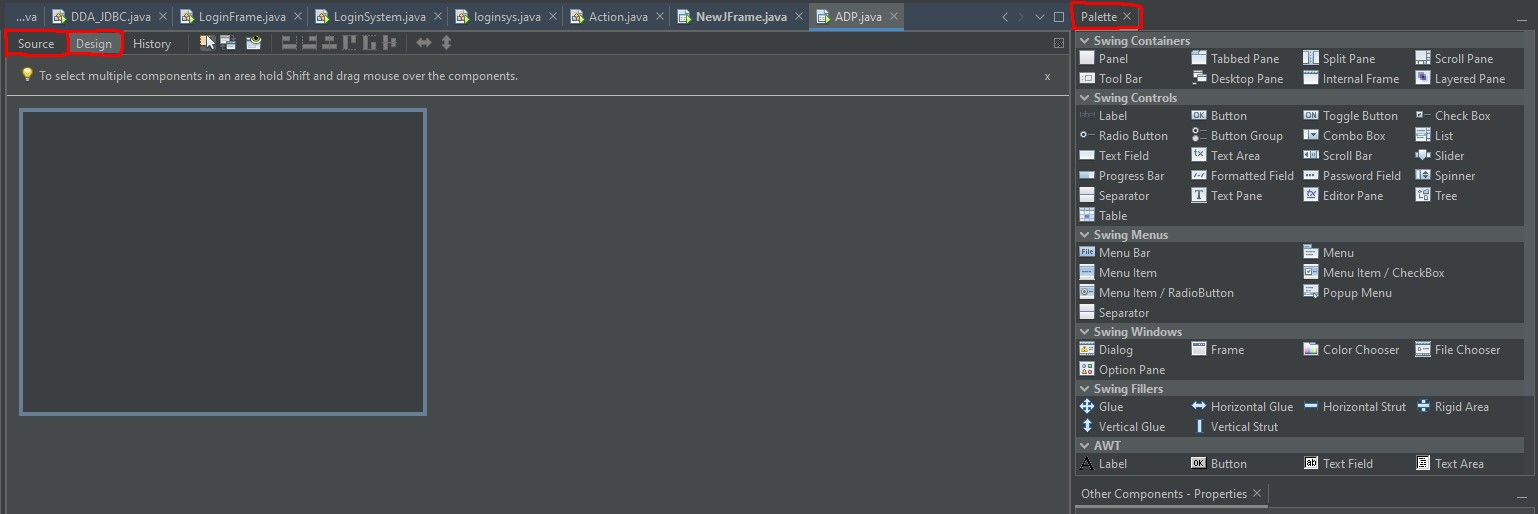 ...va DDA_JDBC.java LoginFrame.java LoginSystem.java loginsys.java Action.java NewJFrame.java ADP.java
Source Design History
To select multiple components in an area hold Shift and drag mouse over the components. x
Palette
Swing Containers
Panel Tabbed Pane Split Pane Scroll Pane
Tool Bar Desktop Pane Internal Frame Layered Pane
Swing Controls
Label Button Toggle Button Check Box
Radio Button Button Group Combo Box List
Text Field Text Area Scroll Bar Slider
Progress Bar Formatted Field Password Field Spinner
Separator Text Pane Editor Pane Tree
Table
Swing Menus
Menu Bar Menu
Menu Item Menu Item / CheckBox
Menu Item / RadioButton Popup Menu
Separator
Swing Windows
Dialog Frame Color Chooser File Chooser
Option Pane
Swing Fillers
Glue Horizontal Glue Horizontal Strut Rigid Area
Vertical Glue Vertical Strut
AWT
Label Button Text Field Text Area
Other Components - Properties